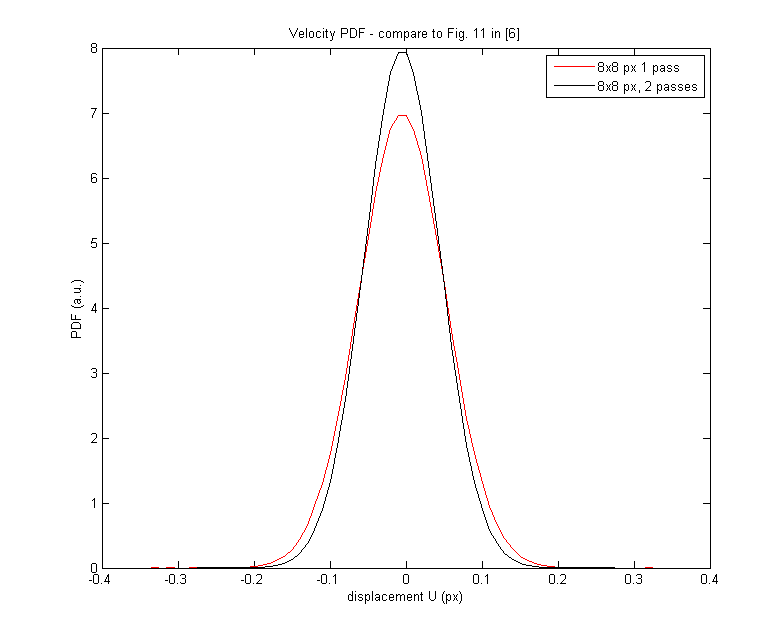 Velocity PDF - compare to Fig. 11 in [6]
8x8 px 1 pass
8x8 px, 2 passes
PDF (a.u.)
8
7
6
5
4
3
2
1
0
-0.4 -0.3 -0.2 -0.1 0 0.1 0.2 0.3 0.4
displacement U (px)